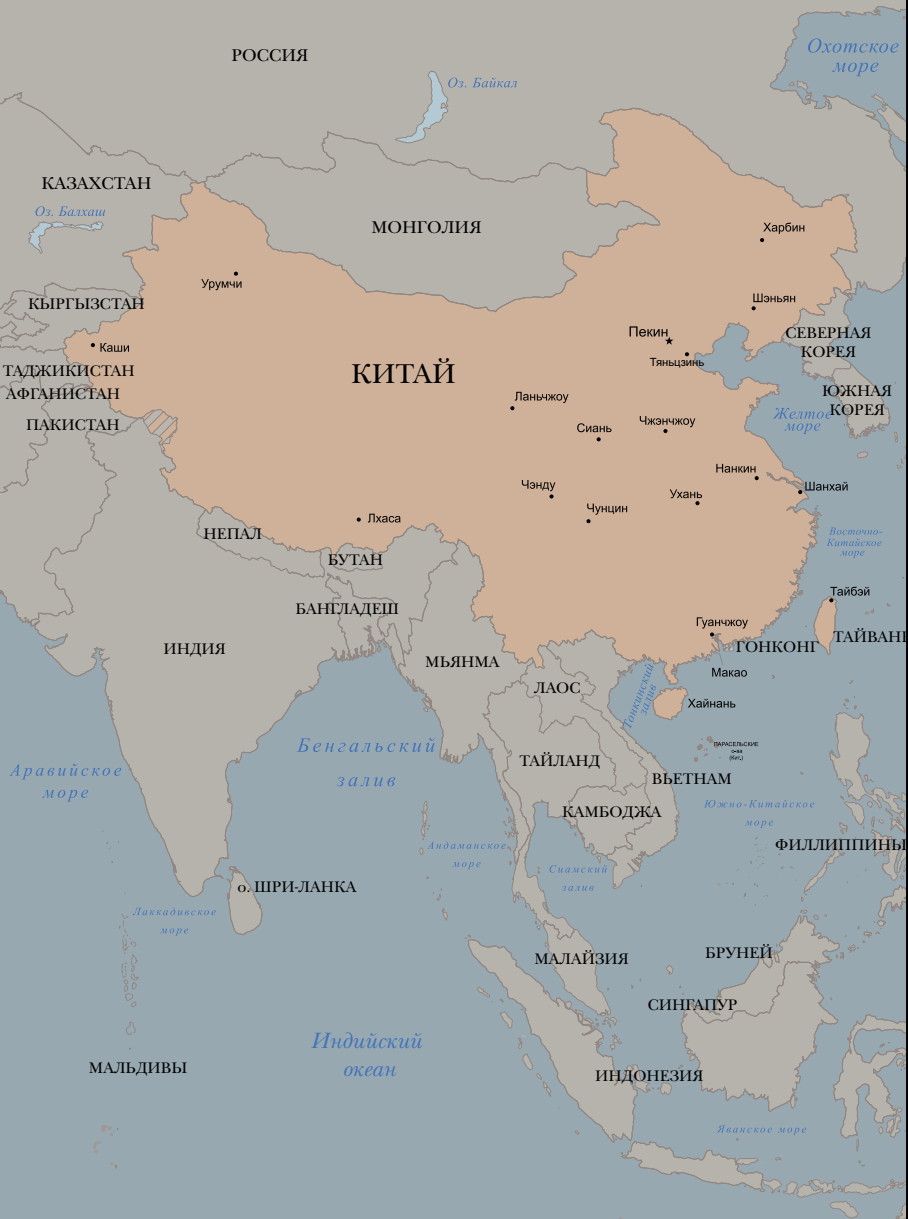 Охотское
море
РОССИЯ
Оз. Байкал
КАЗАХСТАН
Оз. Балхаш
МОНГОЛИЯ
Харбин
Урумчи
Шэньян
КЫРГЫЗСТАН
Пекин
СЕВЕРНАЯ
КОРЕЯ
Каши
Тяньцзинь
ТАДЖИКИСТАН
КИТАЙ
АФГАНИСТАН
ЮЖНАЯ
КОРЕЯ
Ланьчжоу
Желтое
море
ПАКИСТАН
Сиань
Чжэнчжоу
Нанкин
Шанхай
Чэнду
Ухань
Чунцин
Лхаса
НЕПАЛ
Восточно-
Китайское
море
БУТАН
Тайбэй
БАНГЛАДЕШ
Гуанчжоу
ТАЙВАНЬ
ГОНКОНГ
ИНДИЯ
МЬЯНМА
Макао
ЛАОС
Тонкинский
залив
Хайнань
Бенгальский
залив
ПАРАСЕЛЬСКИЕ
о-ва
(Кит.)
ТАЙЛАНД
Аравийское
море
ВЬЕТНАМ
КАМБОДЖА
Южно-Китайское
море
Андаманское
море
ФИЛЛИППИНЫ
Сиамский
залив
о. ШРИ-ЛАНКА
Лаккадивское
море
МАЛАЙЗИЯ
БРУНЕЙ
СИНГАПУР
Индийский
океан
МАЛЬДИВЫ
ИНДОНЕЗИЯ
Яванское море